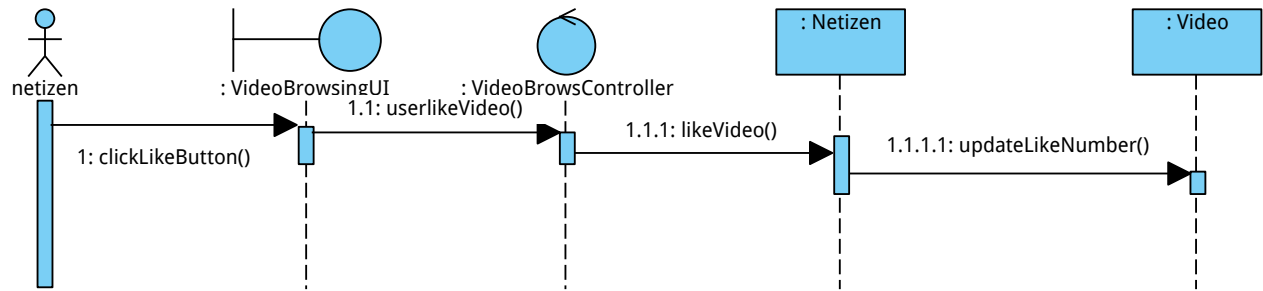 : Netizen
: Video
netizen
: VideoBrowsingUI
: VideoBrowsController
1.1: userlikeVideo()
1.1.1: likeVideo()
1.1.1.1: updateLikeNumber()
1: clickLikeButton()